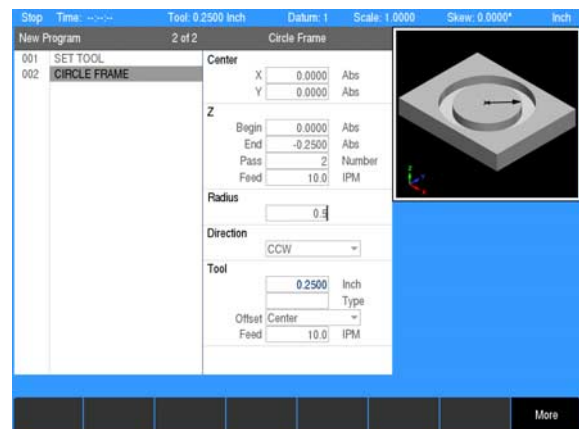 Stop Time: --:--:-- Tool: 0.2500 Inch Datum: 1 Scale: 1.0000 Skew: 0.0000° Inch
New Program 2 of 2 Circle Frame
001 SET TOOL
002 CIRCLE FRAME
Center
X 0.0000 Abs
Y 0.0000 Abs
Z
Begin 0.0000 Abs
End -0.2500 Abs
Pass 2 Number
Feed 10.0 IPM
Radius
0.5
Direction
CCW
Tool
0.2500 Inch
Type
Offset Center
Feed 10.0 IPM
More